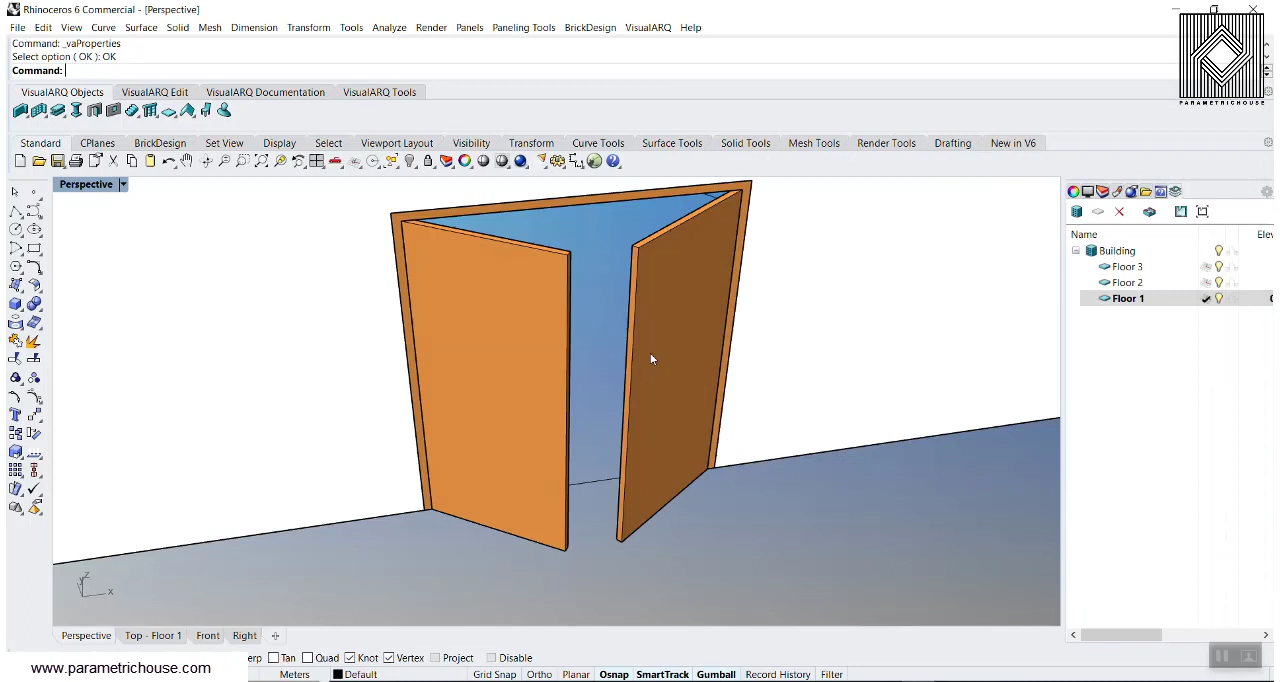 Rhinoceros 6 Commercial - [Perspective]
File Edit View Curve Surface Solid Mesh Dimension Transform Tools Analyze Render Panels Paneling Tools BrickDesign VisualARQ Help
Command: _vaProperties
Select option ( OK ): OK
Command:
PARAMETRICHOUSE
VisualARQ Objects VisualARQ Edit VisualARQ Documentation VisualARQ Tools
Standard CPlanes BrickDesign Set View Display Select Viewport Layout Visibility Transform Curve Tools Surface Tools Solid Tools Mesh Tools Render Tools Drafting New in V6
Perspective
Name Elev
Building
Floor 3
Floor 2
Floor 1
z
y
x
Perspective Top - Floor 1 Front Right
erp Tan Quad Knot Vertex Project Disable
www.parametrichouse.com
Meters Default Grid Snap Ortho Planar Osnap SmartTrack Gumball Record History Filter